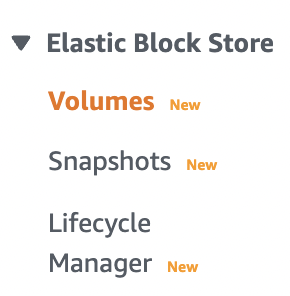 Elastic Block Store
Volumes New
Snapshots New
Lifecycle
Manager New